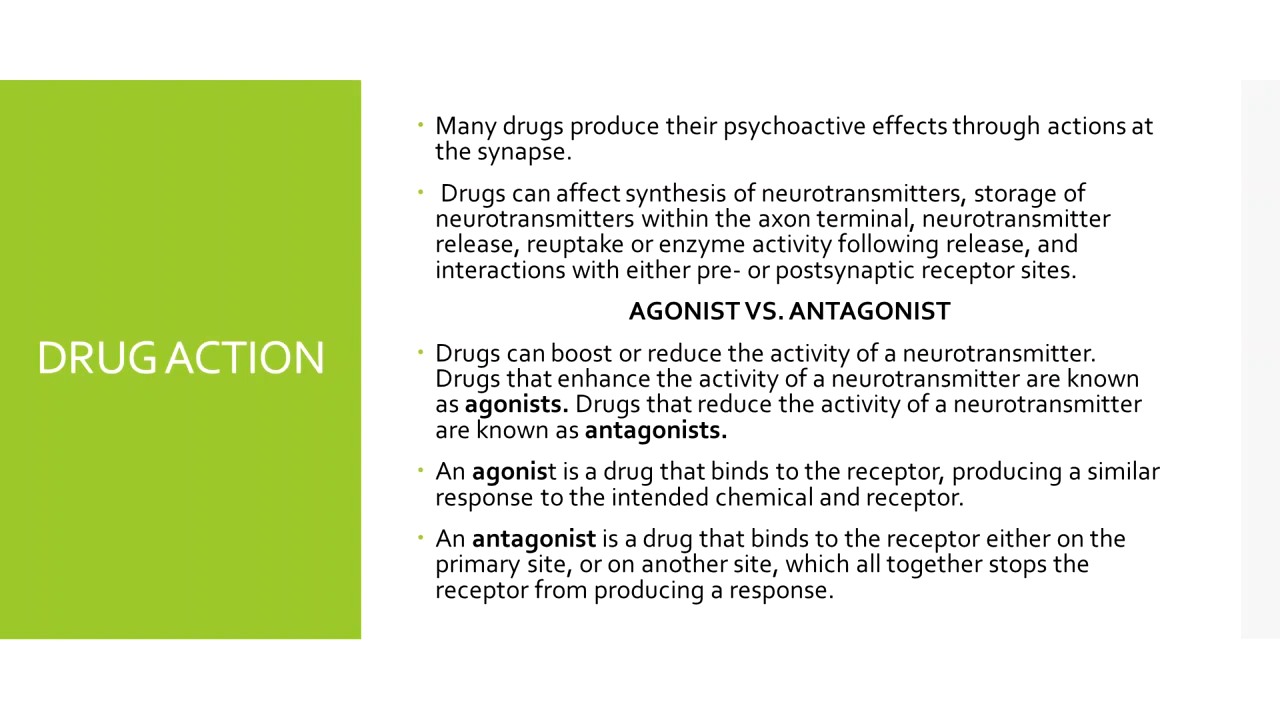 DRUG ACTION
• Many drugs produce their psychoactive effects through actions at
the synapse.
• Drugs can affect synthesis of neurotransmitters, storage of
neurotransmitters within the axon terminal, neurotransmitter
release, reuptake or enzyme activity following release, and
interactions with either pre- or postsynaptic receptor sites.
AGONIST VS. ANTAGONIST
• Drugs can boost or reduce the activity of a neurotransmitter.
Drugs that enhance the activity of a neurotransmitter are known
as agonists. Drugs that reduce the activity of a neurotransmitter
are known as antagonists.
• An agonist is a drug that binds to the receptor, producing a similar
response to the intended chemical and receptor.
• An antagonist is a drug that binds to the receptor either on the
primary site, or on another site, which all together stops the
receptor from producing a response.